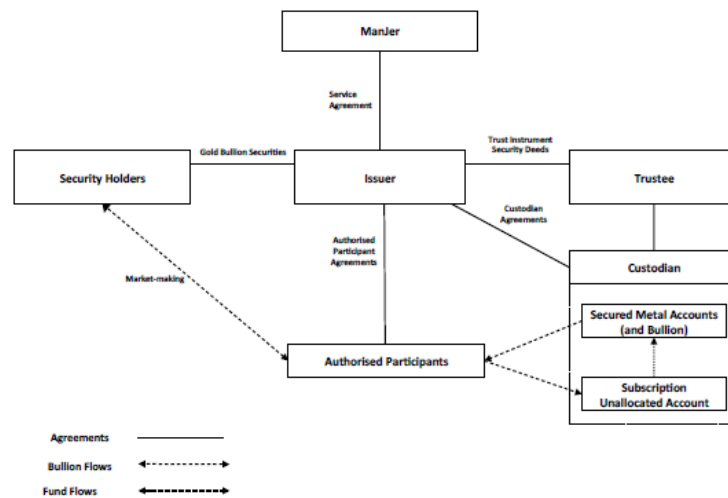 ManJer
Service
Agreement
Gold Bullion Securities
Trust Instrument
Security Deeds
Security Holders
Issuer
Trustee
Custodian
Agreements
Authorised
Participant
Agreements
Custodian
Market-making
Secured Metal Accounts
(and Bullion)
Authorised Participants
Subscription
Unallocated Account
Agreements
Bullion Flows
Fund Flows